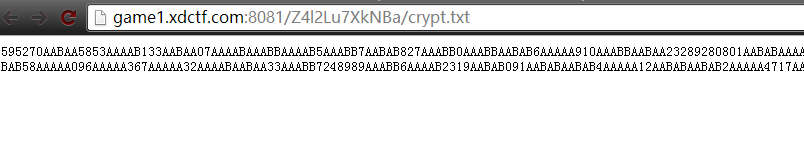 game1.xdctf.com:8081/Z4l2Lu7XkNBa/crypt.txt
595270AABAA5853AAAAB133AABAA07AAAABAAABBAAAAB5AAABB7AABAB827AAABB0AAABBAABAB6AAAAA910AAABBAABAA23289280801AABABAAAA
BAB58AAAAA096AAAAA367AAAAA32AAAABAABAA33AAABB7248989AAABB6AAAAB2319AABAB091AABABAABAB4AAAAA12AABABAABAB2AAAAA4717AA